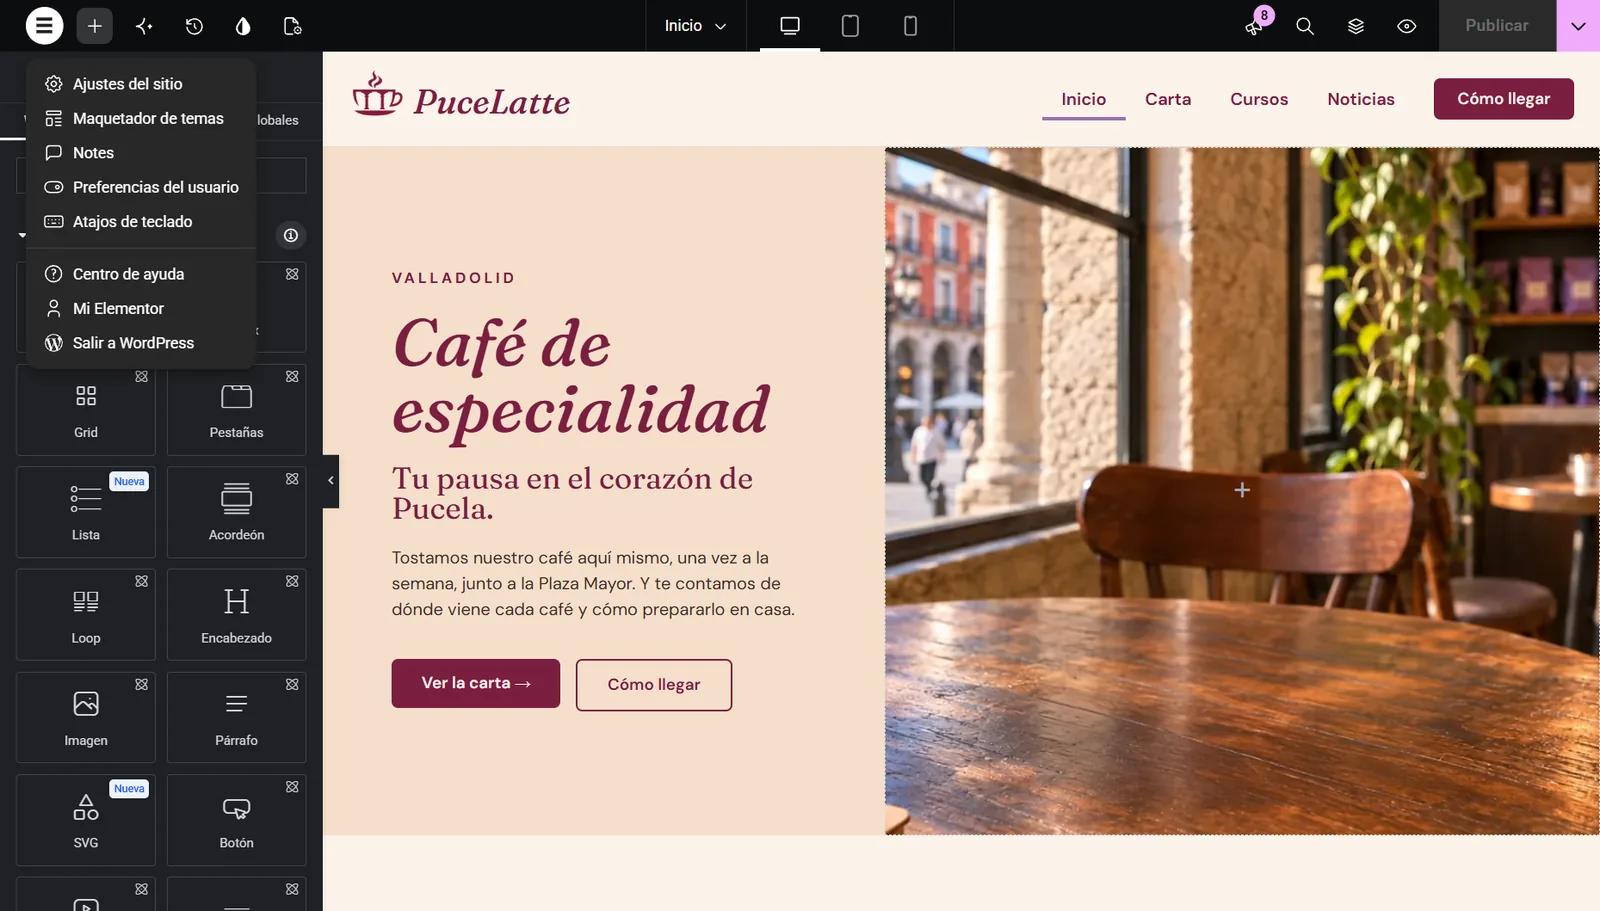 Inicio
8
Publicar
Ajustes del sitio
Maquetador de temas
Notes
Preferencias del usuario
Atajos de teclado
Centro de ayuda
Mi Elementor
Salir a WordPress
lobales
Grid
Pestañas
Nueva
Lista
Acordeón
Loop
Encabezado
Imagen
Párrafo
Nueva
SVG
Botón
PuceLatte
Inicio
Carta
Cursos
Noticias
Cómo llegar
VALLADOLID
Café de
especialidad
Tu pausa en el corazón de
Pucela.
Tostamos nuestro café aquí mismo, una vez a la
semana, junto a la Plaza Mayor. Y te contamos de
dónde viene cada café y cómo prepararlo en casa.
Ver la carta →
Cómo llegar